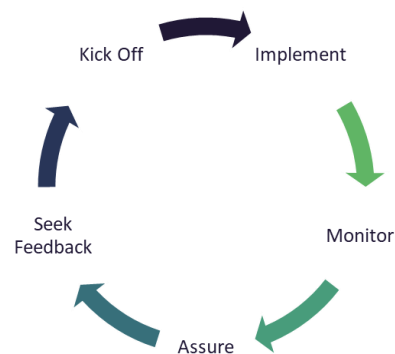 Kick Off
Implement
Monitor
Assure
Seek
Feedback